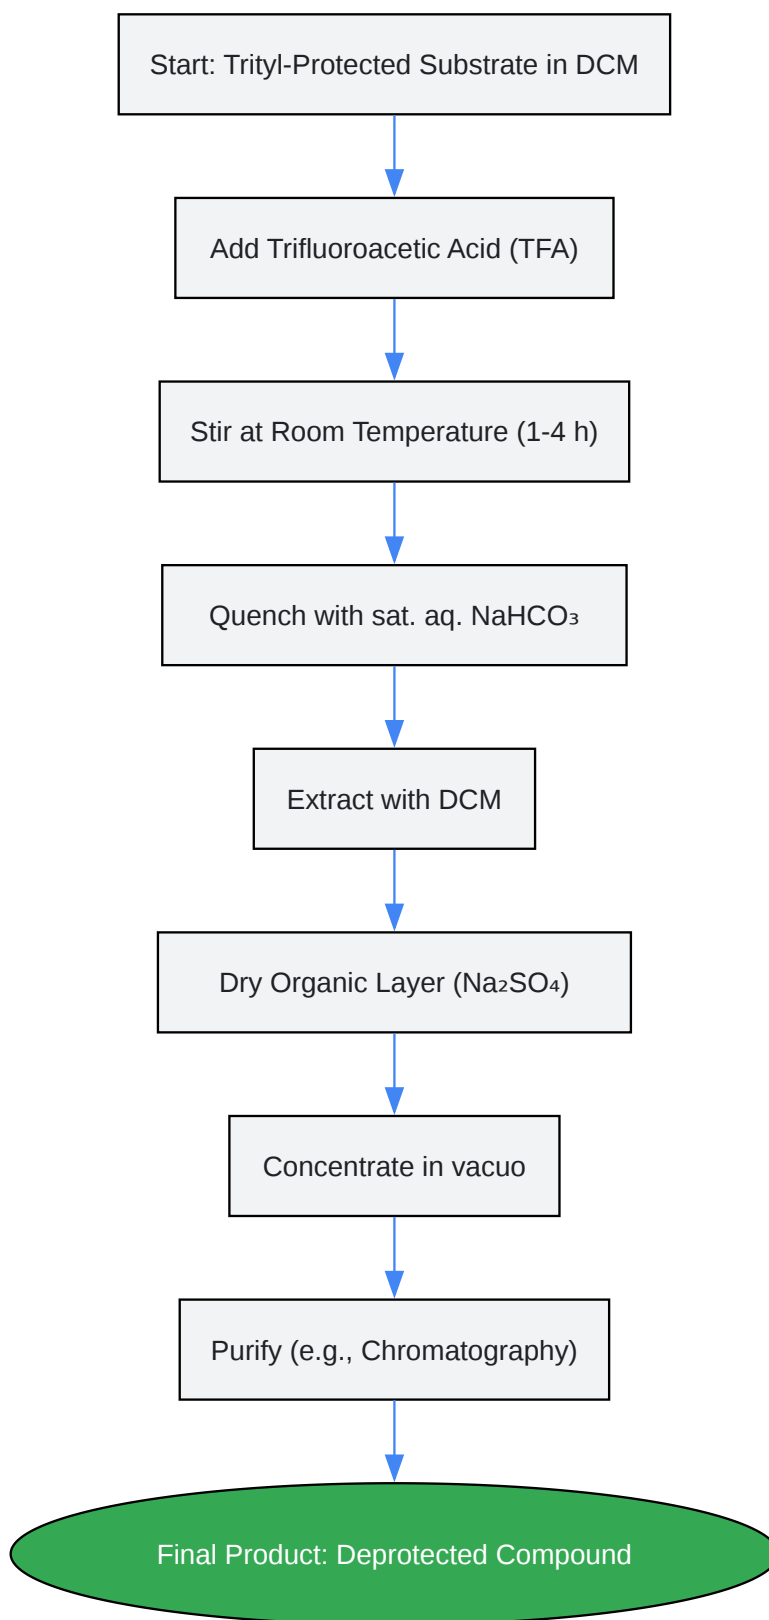 Start: Trityl-Protected Substrate in DCM
Add Trifluoroacetic Acid (TFA)
Stir at Room Temperature (1-4 h)
Quench with sat. aq. NaHCO₃
Extract with DCM
Dry Organic Layer (Na₂SO₄)
Concentrate in vacuo
Purify (e.g., Chromatography)
Final Product: Deprotected Compound